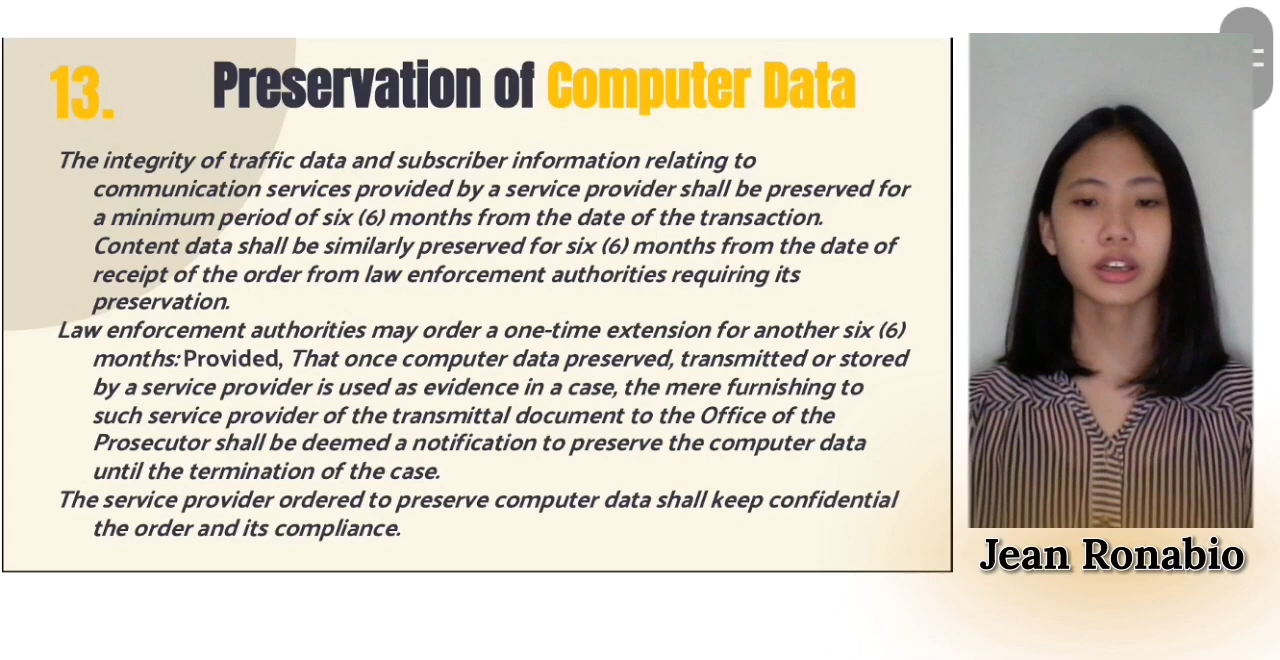 13. Preservation of Computer Data
The integrity of traffic data and subscriber information relating to
communication services provided by a service provider shall be preserved for
a minimum period of six (6) months from the date of the transaction.
Content data shall be similarly preserved for six (6) months from the date of
receipt of the order from law enforcement authorities requiring its
preservation.
Law enforcement authorities may order a one-time extension for another six (6)
months: Provided, That once computer data preserved, transmitted or stored
by a service provider is used as evidence in a case, the mere furnishing to
such service provider of the transmittal document to the Office of the
Prosecutor shall be deemed a notification to preserve the computer data
until the termination of the case.
The service provider ordered to preserve computer data shall keep confidential
the order and its compliance.
Jean Ronabio